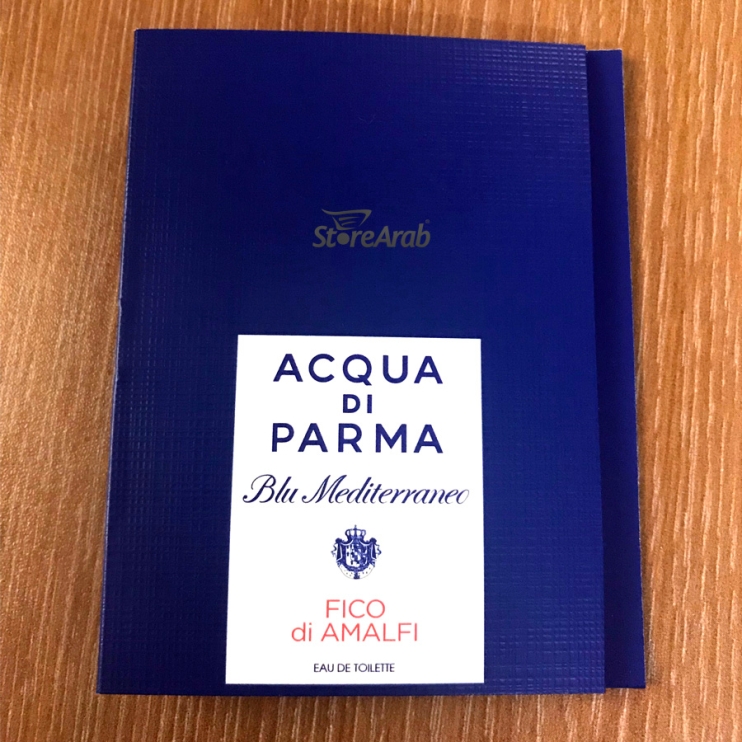 StoreArab
ACQUA
DI
PARMA
Blu Mediterraneo
FICO
di AMALFI
EAU DE TOILETTE